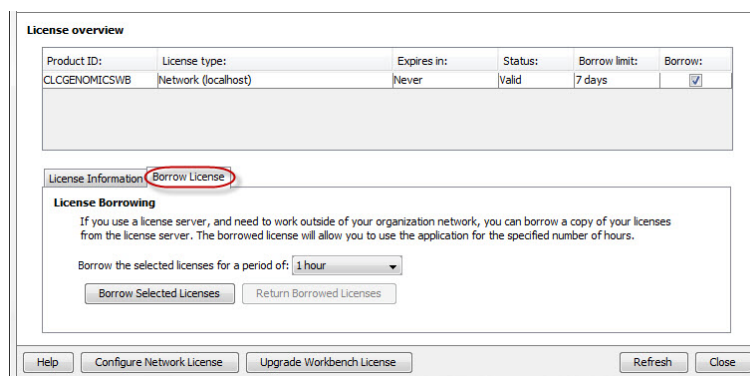 License overview
Product ID: License type: Expires in: Status: Borrow limit: Borrow:
CLCGENOMICSWB Network (localhost) Never Valid 7 days
License Information Borrow License
License Borrowing
If you use a license server, and need to work outside of your organization network, you can borrow a copy of your licenses
from the license server. The borrowed license will allow you to use the application for the specified number of hours.
Borrow the selected licenses for a period of: 1 hour
Borrow Selected Licenses Return Borrowed Licenses
Help Configure Network License Upgrade Workbench License Refresh Close